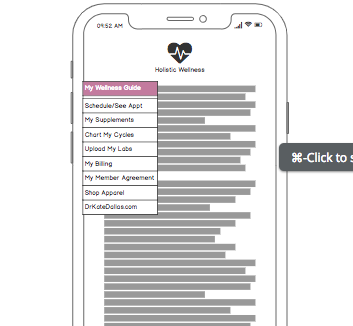 09:52 AM
Holistic Wellness
My Wellness Guide
Schedule/See Appt
My Supplements
Chart My Cycles
Upload My Labs
My Billing
My Member Agreement
Shop Apparel
DrKateDallas.com
⌘-Click to s